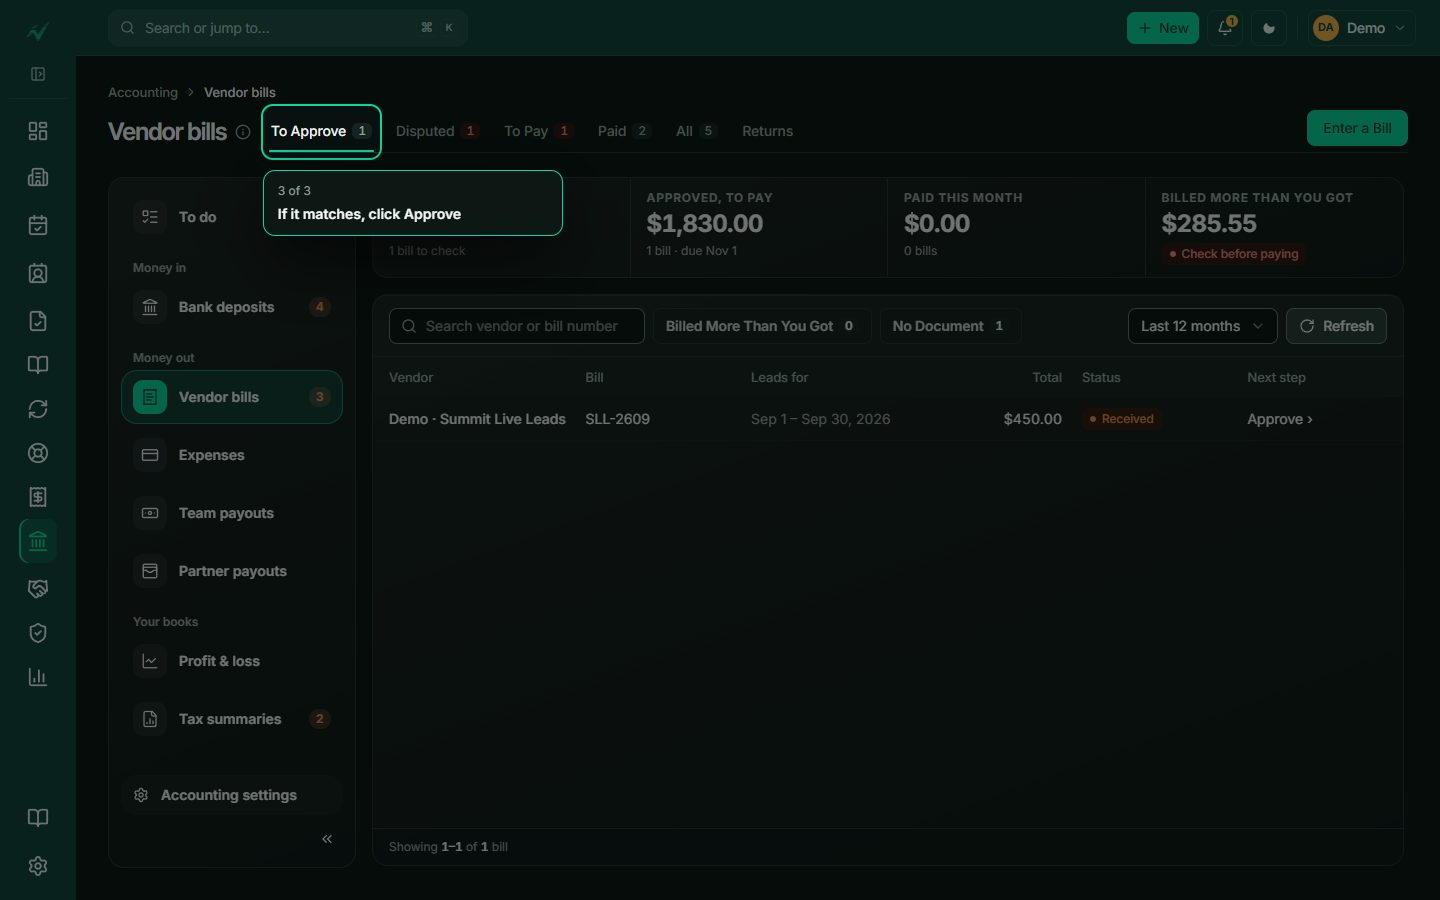 Search or jump to...
⌘ K
New
1
DA
Demo
Accounting > Vendor bills
Vendor bills
To Approve 1
Disputed 1
To Pay 1
Paid 2
All 5
Returns
Enter a Bill
3 of 3
If it matches, click Approve
1 bill to check
APPROVED, TO PAY
$1,830.00
1 bill · due Nov 1
PAID THIS MONTH
$0.00
0 bills
BILLED MORE THAN YOU GOT
$285.55
Check before paying
To do
Money in
Bank deposits 4
Money out
Vendor bills 3
Expenses
Team payouts
Partner payouts
Your books
Profit & loss
Tax summaries 2
Accounting settings
Search vendor or bill number
Billed More Than You Got 0
No Document 1
Last 12 months
Refresh
Vendor Bill Leads for Total Status Next step
Demo · Summit Live Leads SLL-2609 Sep 1 – Sep 30, 2026 $450.00 Received Approve ›
Showing 1–1 of 1 bill